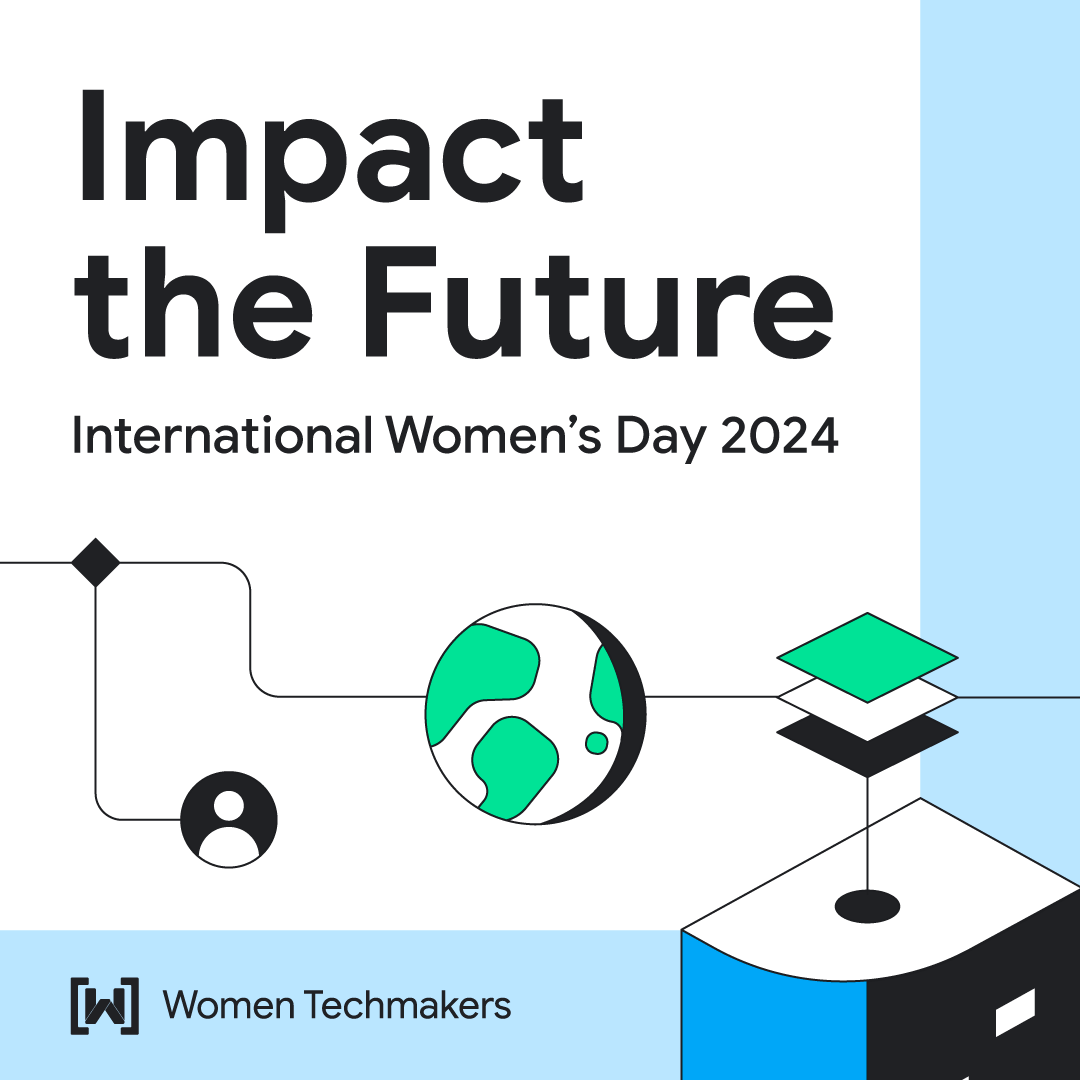 Impact
the Future
International Women’s Day 2024
[W] Women Techmakers